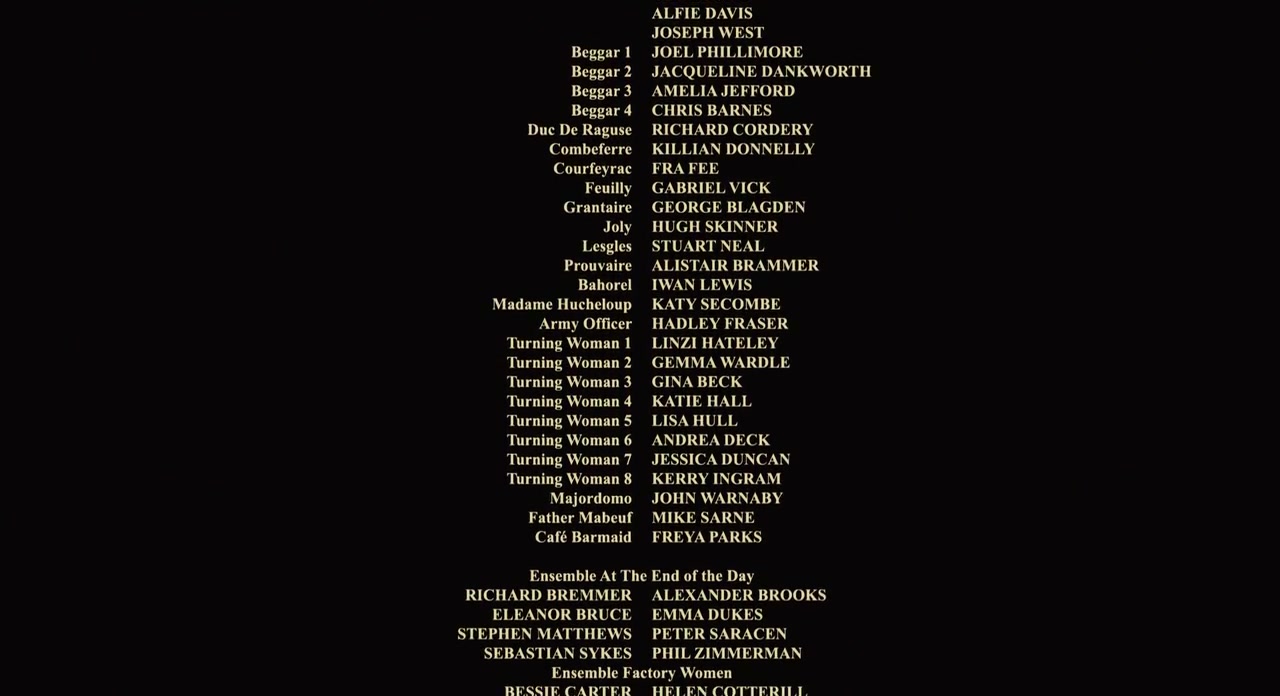 ALFIE DAVIS
JOSEPH WEST
Beggar 1 JOEL PHILLIMORE
Beggar 2 JACQUELINE DANKWORTH
Beggar 3 AMELIA JEFFORD
Beggar 4 CHRIS BARNES
Duc De Raguse RICHARD CORDERY
Combeferre KILLIAN DONNELLY
Courfeyrac FRA FEE
Feuilly GABRIEL VICK
Grantaire GEORGE BLAGDEN
Joly HUGH SKINNER
Lesgles STUART NEAL
Prouvaire ALISTAIR BRAMMER
Bahorel IWAN LEWIS
Madame Hucheloup KATY SECOMBE
Army Officer HADLEY FRASER
Turning Woman 1 LINZI HATELEY
Turning Woman 2 GEMMA WARDLE
Turning Woman 3 GINA BECK
Turning Woman 4 KATIE HALL
Turning Woman 5 LISA HULL
Turning Woman 6 ANDREA DECK
Turning Woman 7 JESSICA DUNCAN
Turning Woman 8 KERRY INGRAM
Majordomo JOHN WARNABY
Father Mabeuf MIKE SARNE
Café Barmaid FREYA PARKS
Ensemble At The End of the Day
RICHARD BREMMER ALEXANDER BROOKS
ELEANOR BRUCE EMMA DUKES
STEPHEN MATTHEWS PETER SARACEN
SEBASTIAN SYKES PHIL ZIMMERMAN
Ensemble Factory Women
BESSIE CARTER HELEN COTTERILL